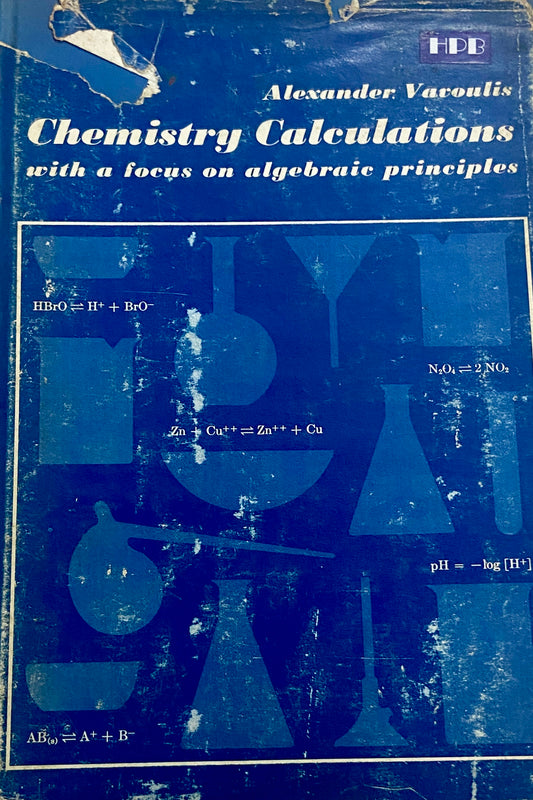 HPB
Alexander Vavoulis
Chemistry Calculations
with a focus on algebraic principles
HBrO ⇌ H⁺ + BrO⁻
N₂O₄ ⇌ 2 NO₂
Zn + Cu⁺⁺ ⇌ Zn⁺⁺ + Cu
pH = −log [H⁺]
AB₍ₛ₎ ⇌ A⁺ + B⁻